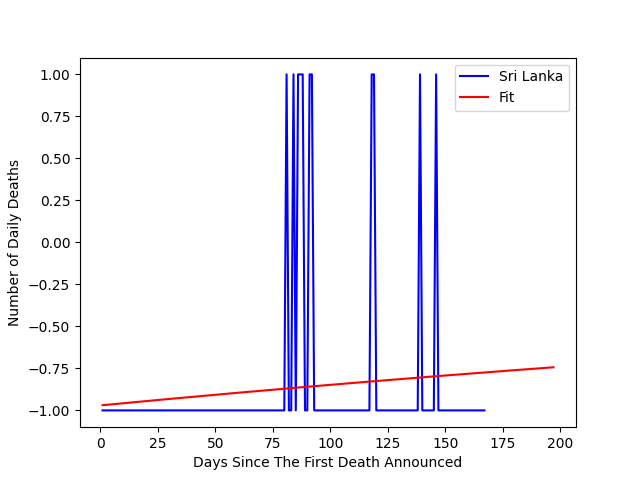 Sri Lanka
Fit
1.00
0.75
0.50
0.25
0.00
−0.25
−0.50
−0.75
−1.00
Number of Daily Deaths
0 25 50 75 100 125 150 175 200
Days Since The First Death Announced